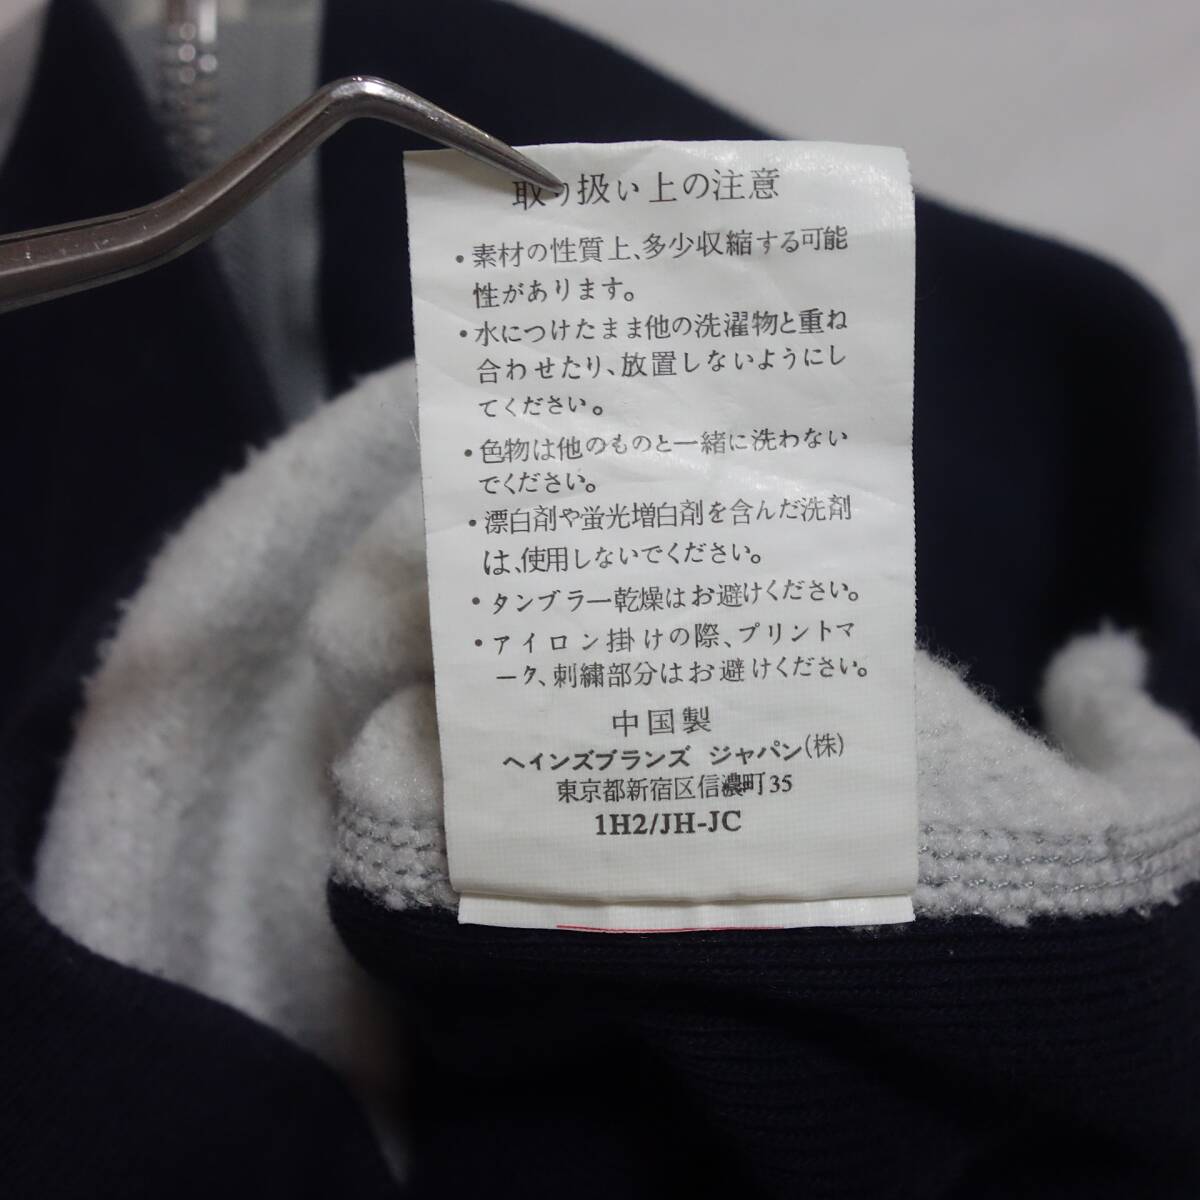 取り扱い上の注意
・素材の性質上、多少収縮する可能
性があります。
・水につけたまま他の洗濯物と重ね
合わせたり、放置しないようにし
てください。
・色物は他のものと一緒に洗わない
でください。
・漂白剤や蛍光増白剤を含んだ洗剤
は、使用しないでください。
・タンブラー乾燥はお避けください。
・アイロン掛けの際、プリントマ
ータ、刺繍部分はお避けください。
中国製
ヘインズブランズ ジャパン(株)
東京都新宿区信濃町35
1H2/JH-JC